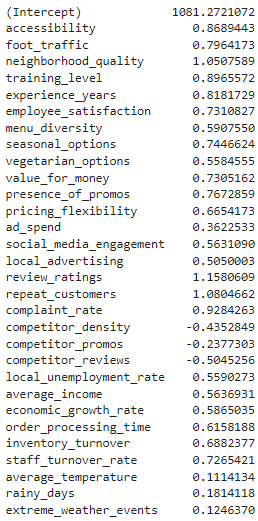 (Intercept) 1081.2721072
accessibility 0.8689443
foot_traffic 0.7964173
neighborhood_quality 1.0507589
training_level 0.8965572
experience_years 0.8181729
employee_satisfaction 0.7310827
menu_diversity 0.5907550
seasonal_options 0.7446624
vegetarian_options 0.5584555
value_for_money 0.7305162
presence_of_promos 0.7672859
pricing_flexibility 0.6654173
ad_spend 0.3622533
social_media_engagement 0.5631090
local_advertising 0.5050003
review_ratings 1.1580609
repeat_customers 1.0804662
complaint_rate 0.9284263
competitor_density -0.4352849
competitor_promos -0.2377303
competitor_reviews -0.5045256
local_unemployment_rate 0.5590273
average_income 0.5636931
economic_growth_rate 0.5865035
order_processing_time 0.6158188
inventory_turnover 0.6882377
staff_turnover_rate 0.7265421
average_temperature 0.1114134
rainy_days 0.1814118
extreme_weather_events 0.1246370